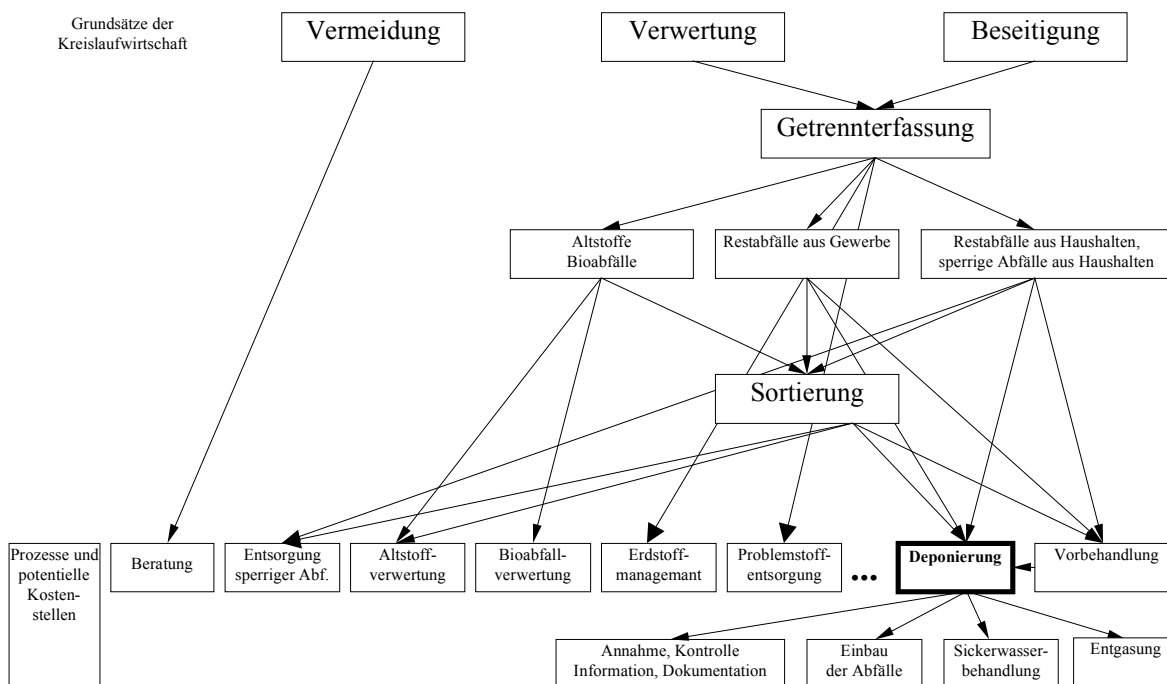 Grundsätze der
Kreislaufwirtschaft
Vermeidung
Verwertung
Beseitigung
Getrennterfassung
Altstoffe
Bioabfälle
Restabfälle aus Gewerbe
Restabfälle aus Haushalten,
sperrige Abfälle aus Haushalten
Sortierung
Prozesse und
potentielle
Kosten-
stellen
Beratung
Entsorgung
sperriger Abf.
Altstoff-
verwertung
Bioabfall-
verwertung
Erdstoff-
managemant
Problemstoff-
entsorgung
...
Deponierung
Vorbehandlung
Annahme, Kontrolle
Information, Dokumentation
Einbau
der Abfälle
Sickerwasser-
behandlung
Entgasung